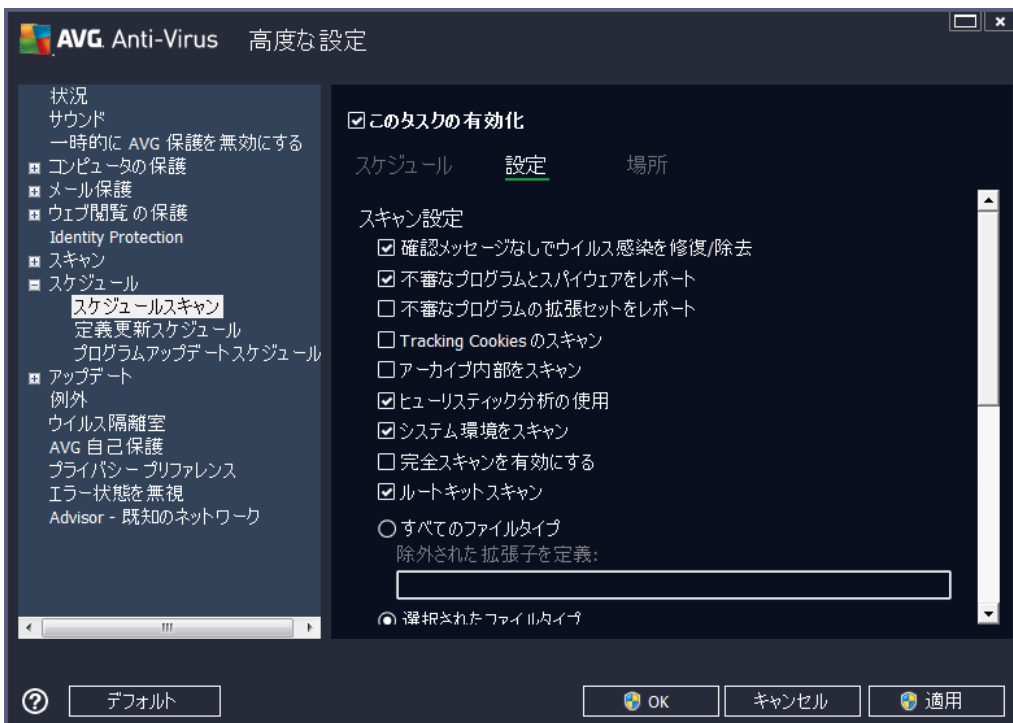 AVG. Anti-Virus 高度な設定
状況
サウンド
一時的に AVG 保護を無効にする
コンピュータの保護
メール保護
ウェブ閲覧 の保護
Identity Protection
スキャン
スケジュール
スケジュールスキャン
定義更新スケジュール
プログラムアップデートスケジュール
アップデート
例外
ウイルス隔離室
AVG 自己保護
プライバシー プリファレンス
エラー状態を無視
Advisor - 既知のネットワーク
このタスクの有効化
スケジュール 設定 場所
スキャン設定
確認メッセージなしでウイルス感染を修復/除去
不審なプログラムとスパイウェアをレポート
不審なプログラムの拡張セットをレポート
Tracking Cookies のスキャン
アーカイブ内部をスキャン
ヒューリスティック分析の使用
システム環境をスキャン
完全スキャンを有効にする
ルートキットスキャン
すべてのファイルタイプ
除外された拡張子を定義:
選択されたファイルタイプ
? デフォルト OK キャンセル 適用